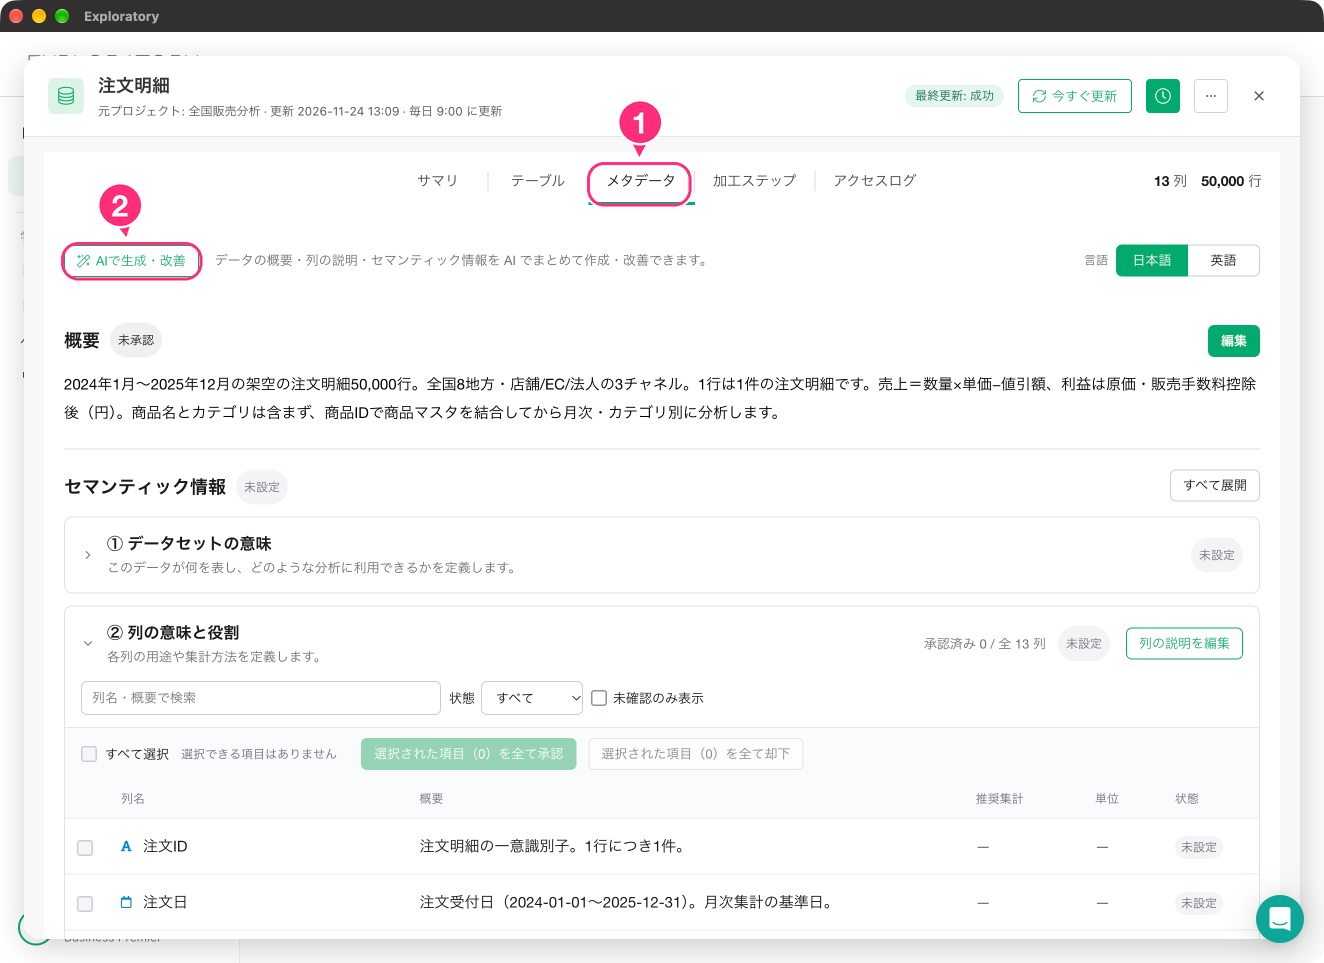 Exploratory
注文明細
元プロジェクト: 全国販売分析 · 更新 2026-11-24 13:09 · 毎日 9:00 に更新
最終更新: 成功
今すぐ更新
1
サマリ
テーブル
メタデータ
加工ステップ
アクセスログ
13 列 50,000 行
2
AIで生成・改善
データの概要・列の説明・セマンティック情報を AI でまとめて作成・改善できます。
言語
日本語
英語
概要
未承認
編集
2024年1月〜2025年12月の架空の注文明細50,000行。全国8地方・店舗/EC/法人の3チャネル。1行は1件の注文明細です。売上＝数量×単価−値引額、利益は原価・販売手数料控除
後（円）。商品名とカテゴリは含まず、商品IDで商品マスタを結合してから月次・カテゴリ別に分析します。
セマンティック情報
未設定
すべて展開
① データセットの意味
このデータが何を表し、どのような分析に利用できるかを定義します。
未設定
② 列の意味と役割
各列の用途や集計方法を定義します。
承認済み 0 / 全 13 列
未設定
列の説明を編集
列名・概要で検索
状態
すべて
未確認のみ表示
すべて選択
選択できる項目はありません
選択された項目（0）を全て承認
選択された項目（0）を全て却下
列名
概要
推奨集計
単位
状態
A 注文ID
注文明細の一意識別子。1行につき1件。
—
—
未設定
注文日
注文受付日（2024-01-01〜2025-12-31）。月次集計の基準日。
—
—
未設定
Business Premier